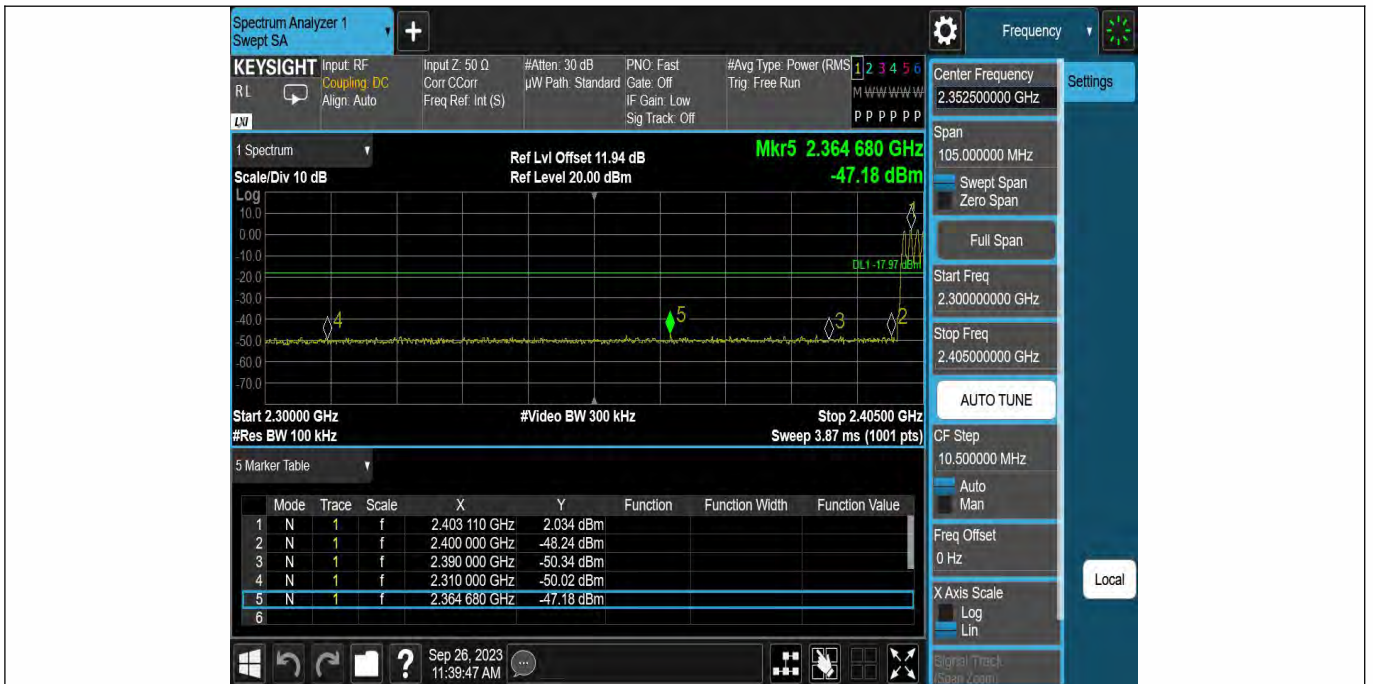 Spectrum Analyzer 1
Swept SA
+
Frequency
KEYSIGHT
RL
LXI
Input: RF
Coupling: DC
Align: Auto
Input Z: 50 Ω
Corr CCorr
Freq Ref: Int (S)
#Atten: 30 dB
µW Path: Standard
PNO: Fast
Gate: Off
IF Gain: Low
Sig Track: Off
#Avg Type: Power (RMS
Trig: Free Run
1 2 3 4 5 6
M W W W W W
P P P P P P
1 Spectrum
Scale/Div 10 dB
Ref Lvl Offset 11.94 dB
Ref Level 20.00 dBm
Mkr5 2.364 680 GHz
-47.18 dBm
Log
10.0
0.00
-10.0
-20.0
-30.0
-40.0
-50.0
-60.0
-70.0
1
DL1 -17.97 dBm
4
5
3
2
Start 2.30000 GHz
#Video BW 300 kHz
Stop 2.40500 GHz
#Res BW 100 kHz
Sweep 3.87 ms (1001 pts)
5 Marker Table
Mode Trace Scale X Y Function Function Width Function Value
1 N 1 f 2.403 110 GHz 2.034 dBm
2 N 1 f 2.400 000 GHz -48.24 dBm
3 N 1 f 2.390 000 GHz -50.34 dBm
4 N 1 f 2.310 000 GHz -50.02 dBm
5 N 1 f 2.364 680 GHz -47.18 dBm
6
?
Sep 26, 2023
11:39:47 AM
Center Frequency
2.352500000 GHz
Settings
Span
105.000000 MHz
Swept Span
Zero Span
Full Span
Start Freq
2.300000000 GHz
Stop Freq
2.405000000 GHz
AUTO TUNE
CF Step
10.500000 MHz
Auto
Man
Freq Offset
0 Hz
X Axis Scale
Log
Lin
Signal Track
(Span Zoom)
Local